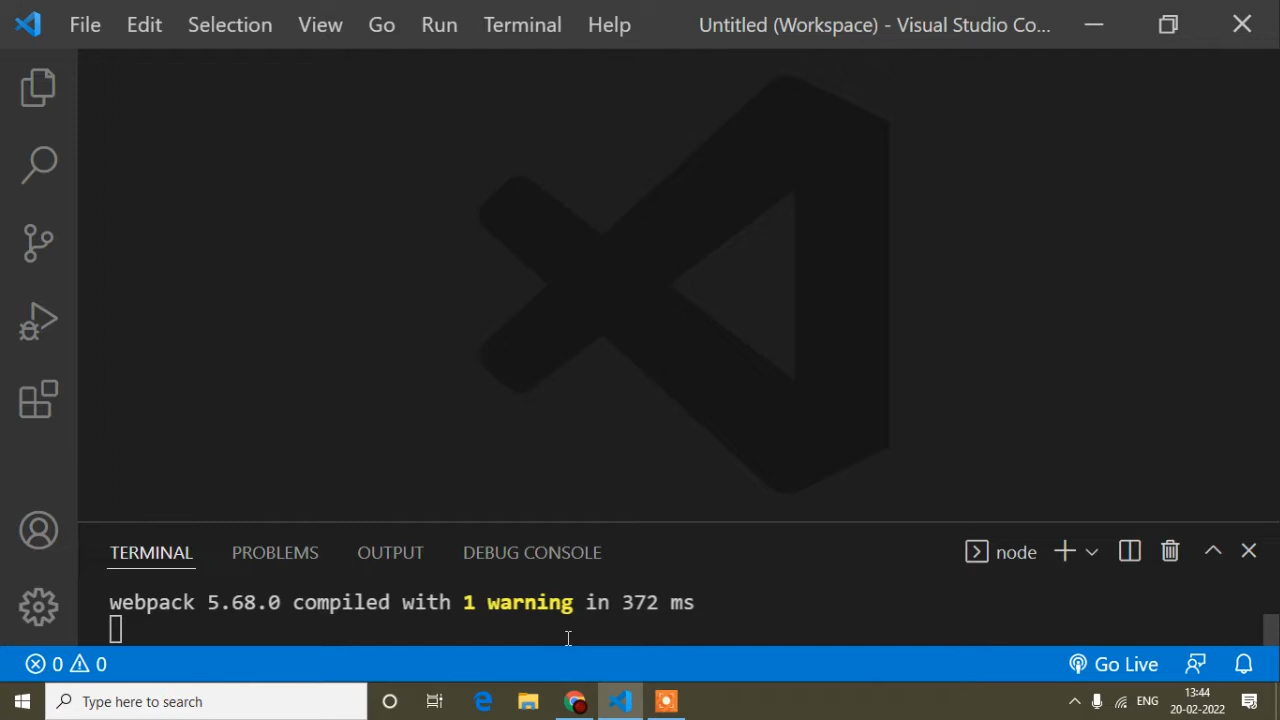 File Edit Selection View Go Run Terminal Help Untitled (Workspace) - Visual Studio Co...
TERMINAL PROBLEMS OUTPUT DEBUG CONSOLE node
webpack 5.68.0 compiled with 1 warning in 372 ms
0 0 Go Live
Type here to search ENG 13:44
20-02-2022